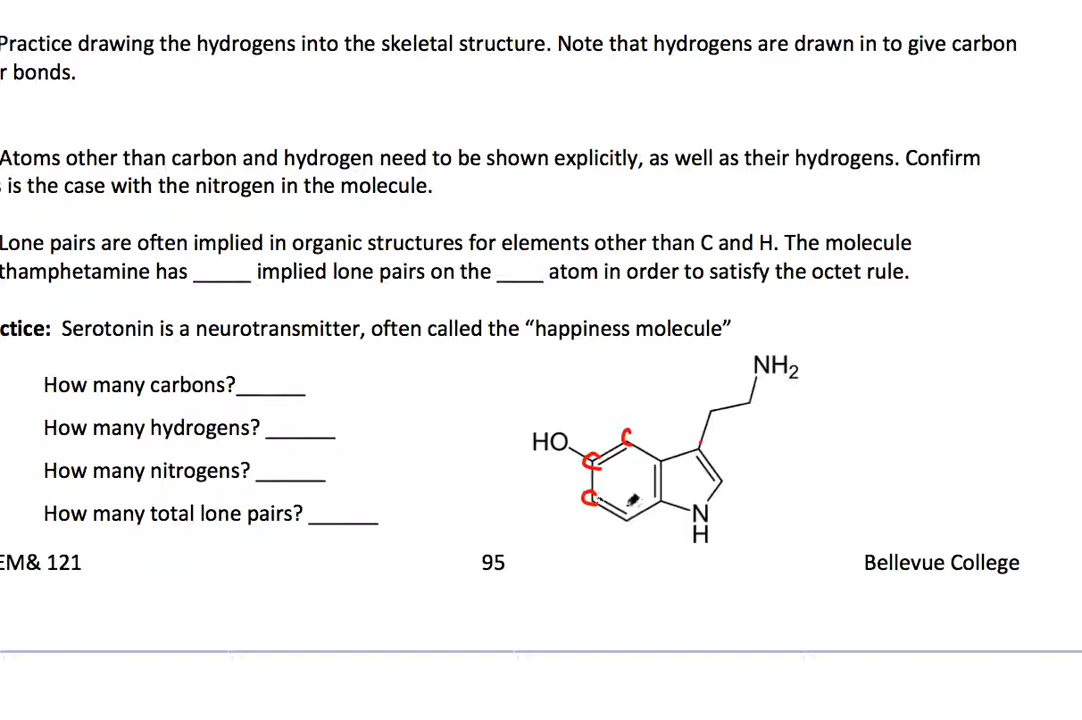 Practice drawing the hydrogens into the skeletal structure. Note that hydrogens are drawn in to give carbon
r bonds.
Atoms other than carbon and hydrogen need to be shown explicitly, as well as their hydrogens. Confirm
is the case with the nitrogen in the molecule.
Lone pairs are often implied in organic structures for elements other than C and H. The molecule
thamphetamine has _____ implied lone pairs on the ____ atom in order to satisfy the octet rule.
ctice: Serotonin is a neurotransmitter, often called the “happiness molecule”
NH2
How many carbons?______
How many hydrogens? ______
HO
C
C
How many nitrogens? ______
C
How many total lone pairs? ______
N
H
EM& 121 95 Bellevue College